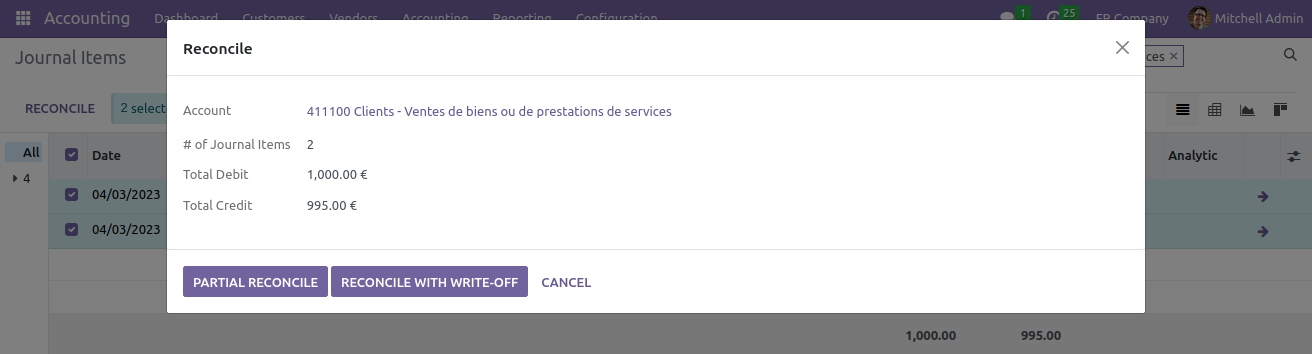 Accounting Dashboard Customers Vendors Accounting Reporting Configuration 1 25 FR Company Mitchell Admin
Reconcile
Journal Items
ces ×
RECONCILE 2 select
Account 411100 Clients - Ventes de biens ou de prestations de services
# of Journal Items 2
All Date Analytic
Total Debit 1,000.00 €
4
04/03/2023
Total Credit 995.00 €
04/03/2023
PARTIAL RECONCILE RECONCILE WITH WRITE-OFF CANCEL
1,000.00 995.00